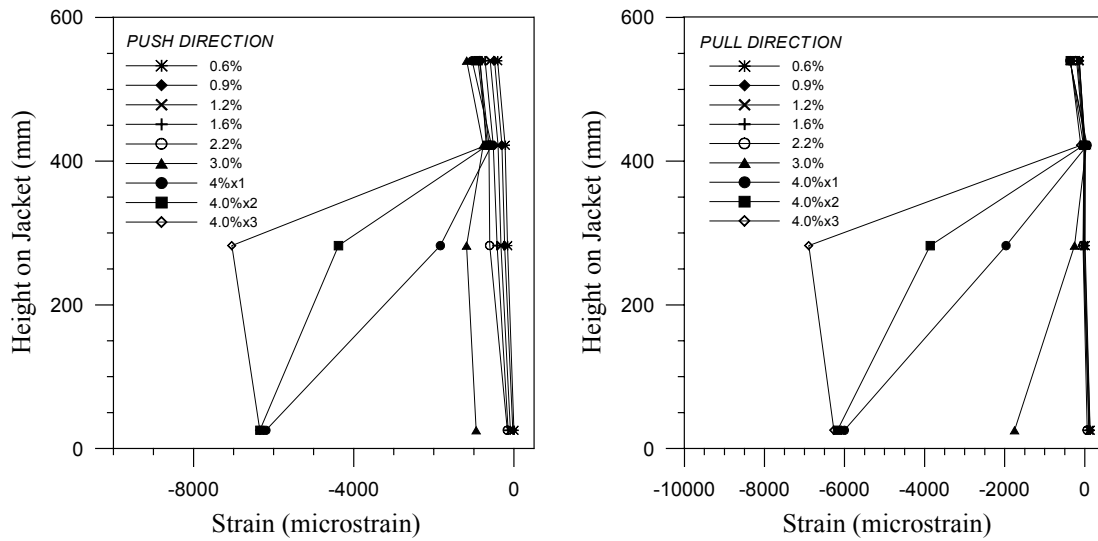 600
400
200
0
Height on Jacket (mm)
PUSH DIRECTION
0.6%
0.9%
1.2%
1.6%
2.2%
3.0%
4%x1
4.0%x2
4.0%x3
-8000 -4000 0
Strain (microstrain)
600
400
200
0
Height on Jacket (mm)
PULL DIRECTION
0.6%
0.9%
1.2%
1.6%
2.2%
3.0%
4.0%x1
4.0%x2
4.0%x3
-10000 -8000 -6000 -4000 -2000 0
Strain (microstrain)